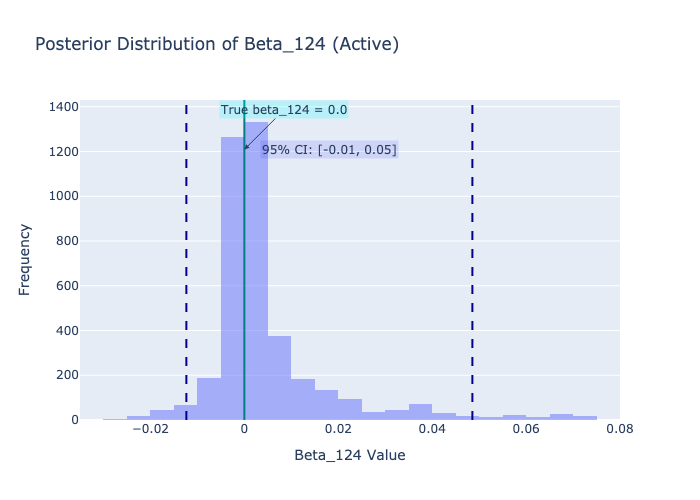 Posterior Distribution of Beta_124 (Active)
1400
1200
1000
800
600
400
200
0
Frequency
True beta_124 = 0.0
95% CI: [-0.01, 0.05]
−0.02
0
0.02
0.04
0.06
0.08
Beta_124 Value